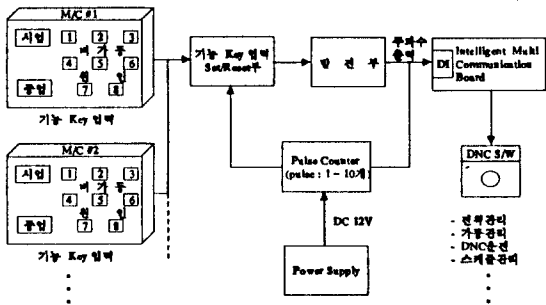 M/C #1
시업
1
2
3
비 가 동
4
5
6
원 인
종업
7
8
기능 Key 입력
M/C #2
시업
1
2
3
비 가 동
4
5
6
원 인
종업
7
8
기능 Key 입력
기능 Key 입력
Set/Reset부
발 진 부
주파수
출력
DI
Intelligent Multi
Communication
Board
Pulse Counter
(pulse : 1 - 10개)
DC 12V
Power Supply
DNC S/W
- 전력관리
- 가동관리
- DNC운전
- 스케줄관리